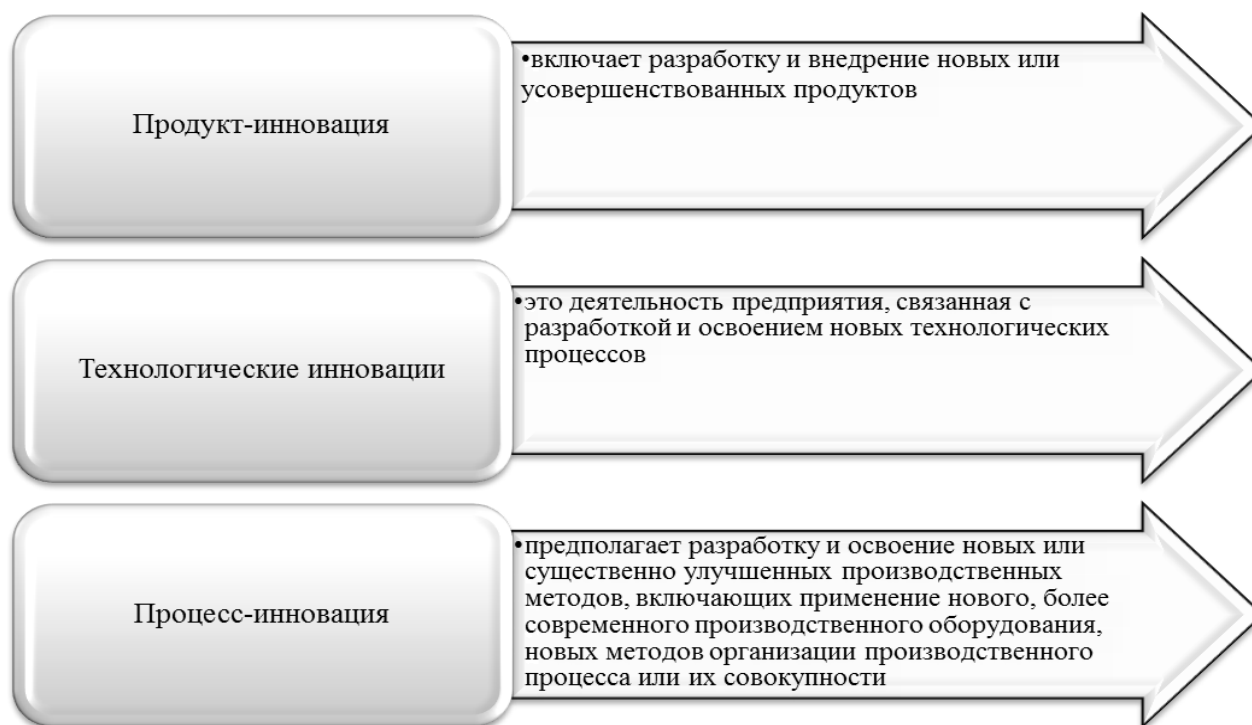 Продукт-инновация
•включает разработку и внедрение новых или
усовершенствованных продуктов
Технологические инновации
•это деятельность предприятия, связанная с
разработкой и освоением новых технологических
процессов
Процесс-инновация
•предполагает разработку и освоение новых или
существенно улучшенных производственных
методов, включающих применение нового, более
современного производственного оборудования,
новых методов организации производственного
процесса или их совокупности